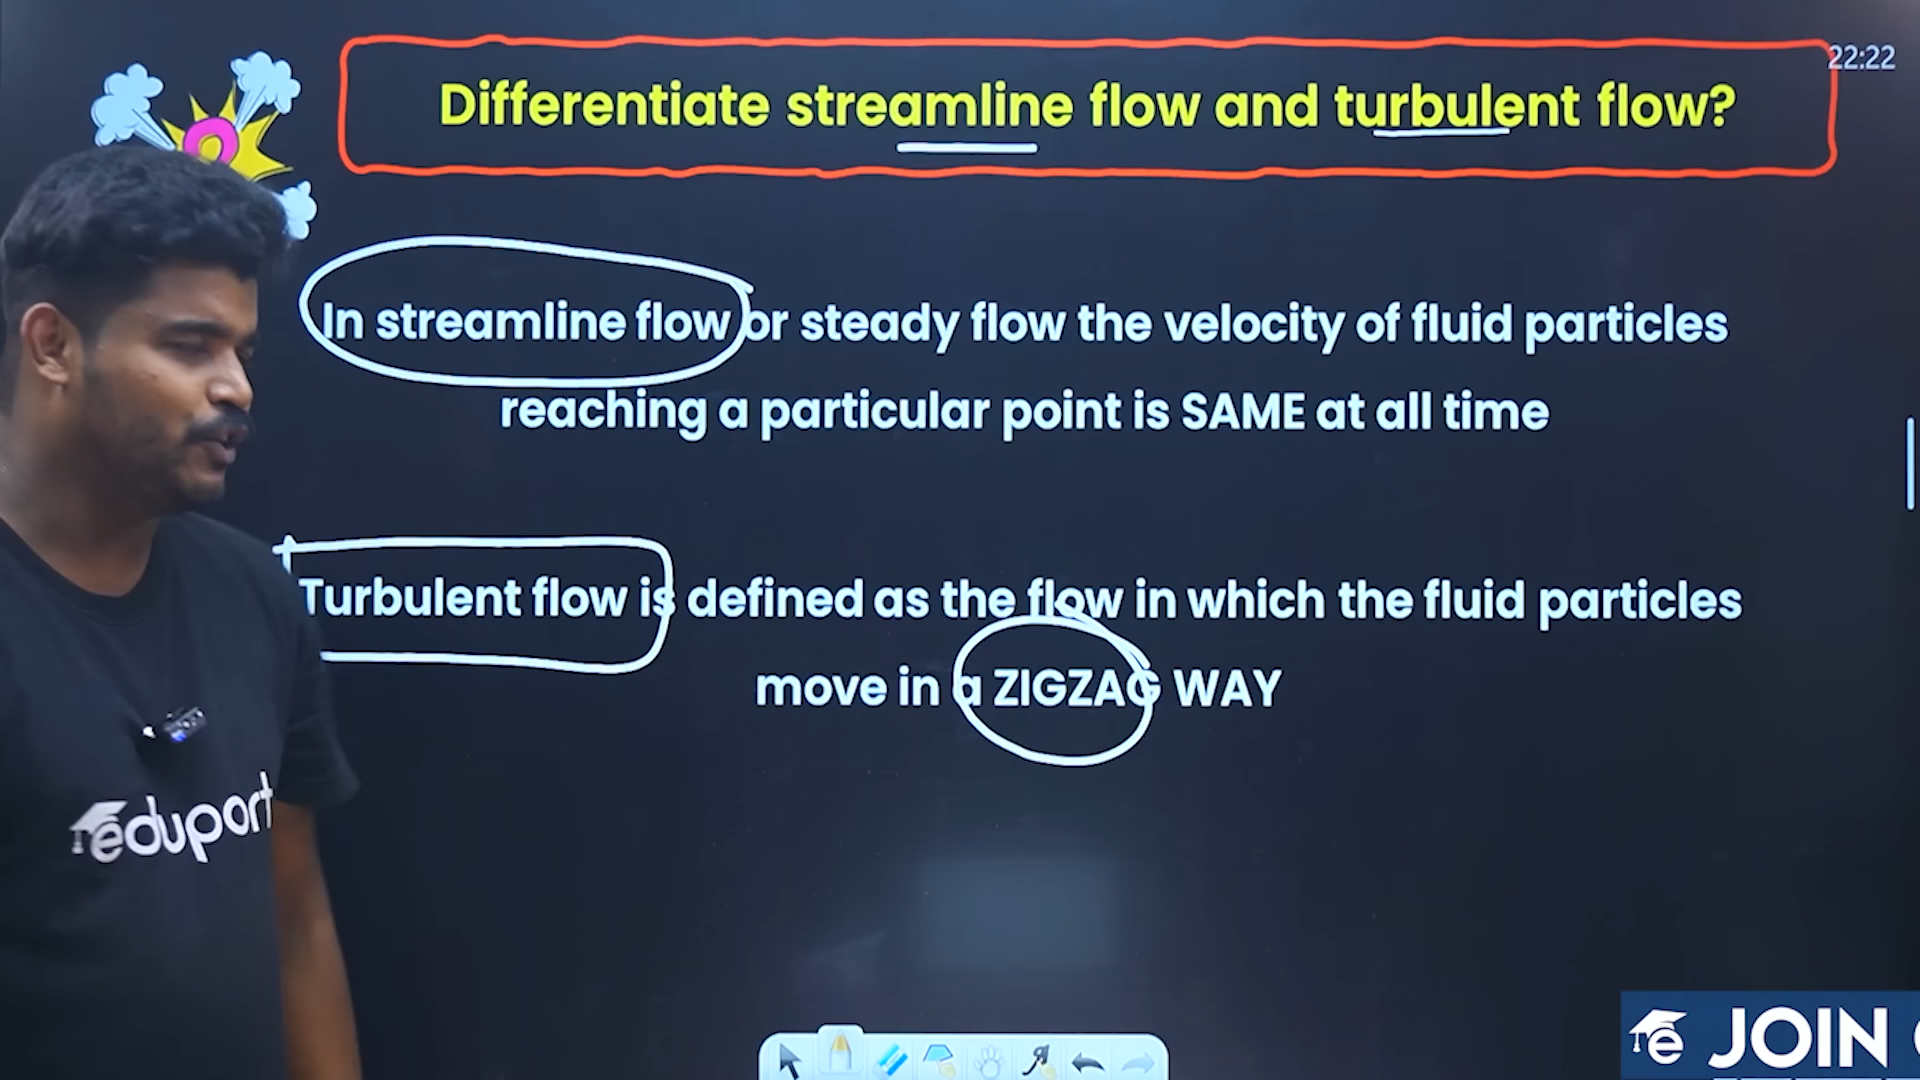 22:22
Differentiate streamline flow and turbulent flow?
In streamline flow or steady flow the velocity of fluid particles
reaching a particular point is SAME at all time
Turbulent flow is defined as the flow in which the fluid particles
move in a ZIGZAG WAY
eduport
e JOIN